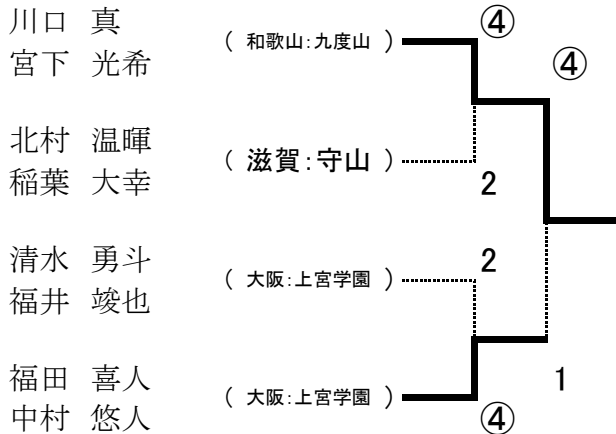 川口 真
宮下 光希
( 和歌山:九度山 )
④
④
北村 温暉
稲葉 大幸
( 滋賀:守山 )
2
清水 勇斗
福井 竣也
( 大阪:上宮学園 )
2
福田 喜人
中村 悠人
( 大阪:上宮学園 )
④
1